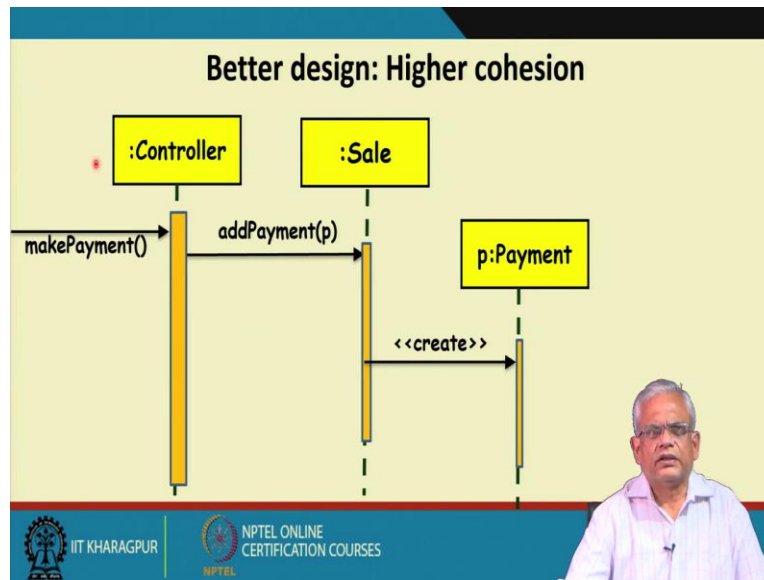 Better design: Higher cohesion
:Controller
:Sale
makePayment()
addPayment(p)
p:Payment
<<create>>
IIT KHARAGPUR
NPTEL
NPTEL ONLINE
CERTIFICATION COURSES